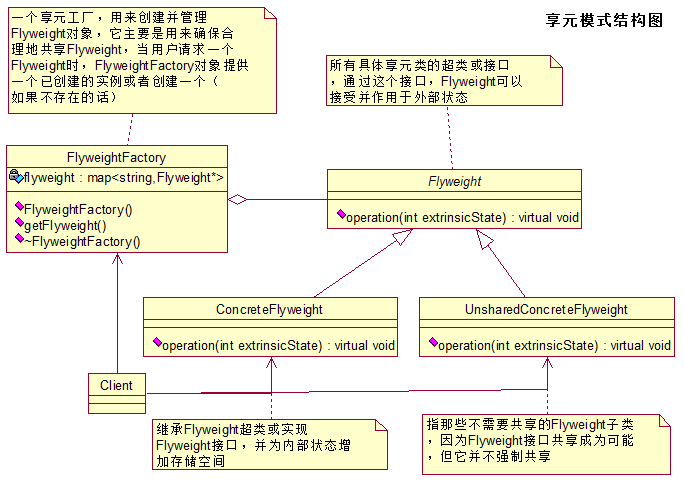 享元模式结构图
一个享元工厂，用来创建并管理
Flyweight对象，它主要是用来确保合
理地共享Flyweight，当用户请求一个
Flyweight时，FlyweightFactory对象提供
一个已创建的实例或者创建一个（
如果不存在的话）
所有具体享元类的超类或接口
，通过这个接口，Flyweight可以
接受并作用于外部状态
FlyweightFactory
flyweight : map<string,Flyweight*>
FlyweightFactory()
getFlyweight()
~FlyweightFactory()
Flyweight
operation(int extrinsicState) : virtual void
ConcreteFlyweight
operation(int extrinsicState) : virtual void
UnsharedConcreteFlyweight
operation(int extrinsicState) : virtual void
Client
继承Flyweight超类或实现
Flyweight接口，并为内部状态增
加存储空间
指那些不需要共享的Flyweight子类
，因为Flyweight接口共享成为可能
，但它并不强制共享